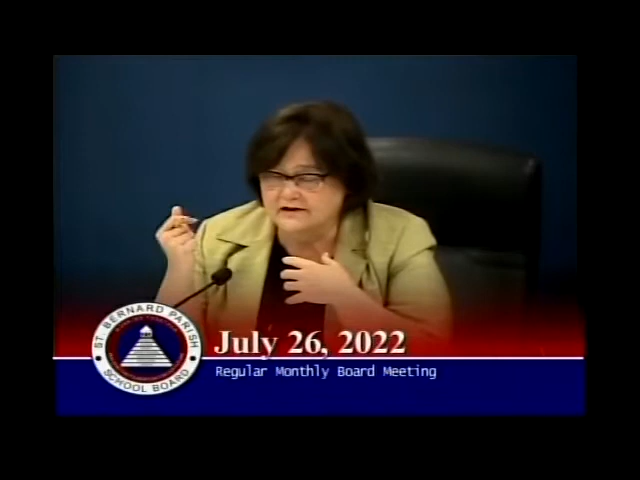 ST. BERNARD PARISH
SCHOOL BOARD
July 26, 2022
Regular Monthly Board Meeting